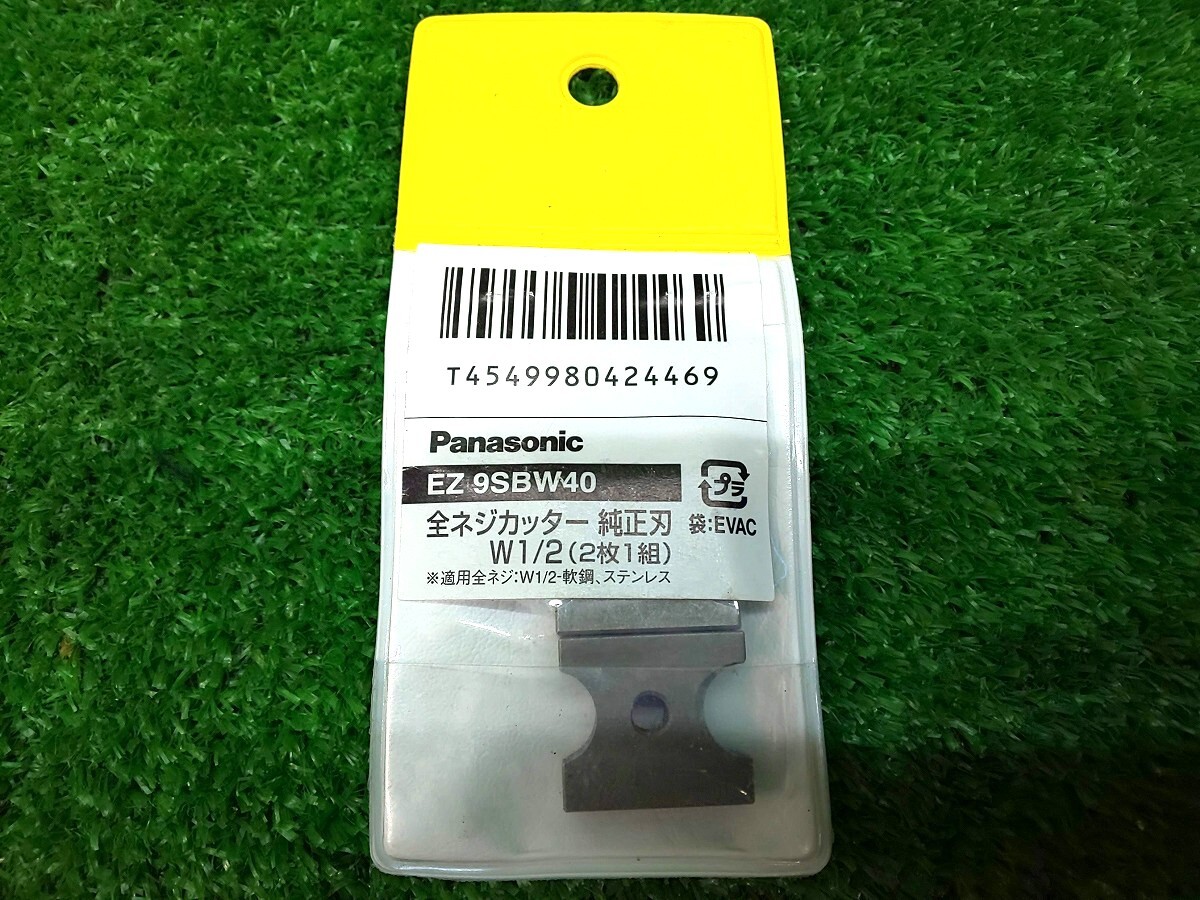 T4549980424469
Panasonic
EZ 9SBW40
プラ
全ネジカッター 純正刃 袋:EVAC
W1/2(2枚1組)
※適用全ネジ:W1/2-軟鋼、ステンレス